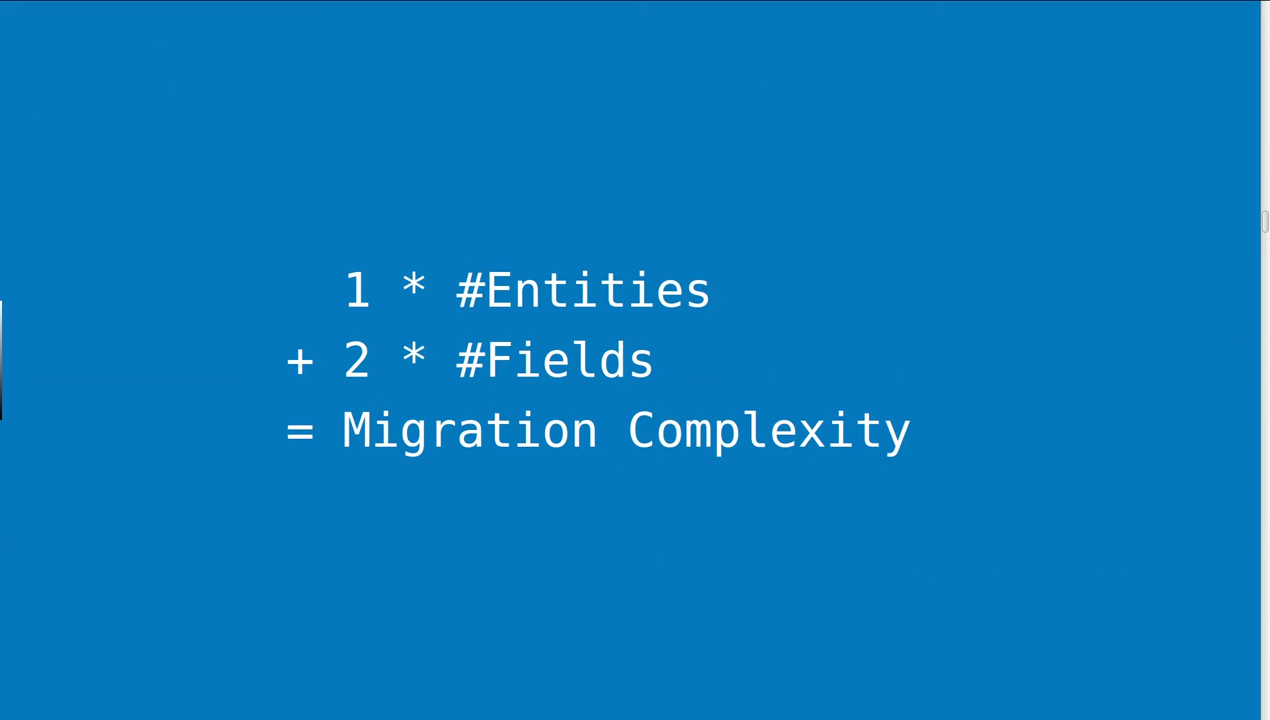 1 * #Entities
+ 2 * #Fields
= Migration Complexity